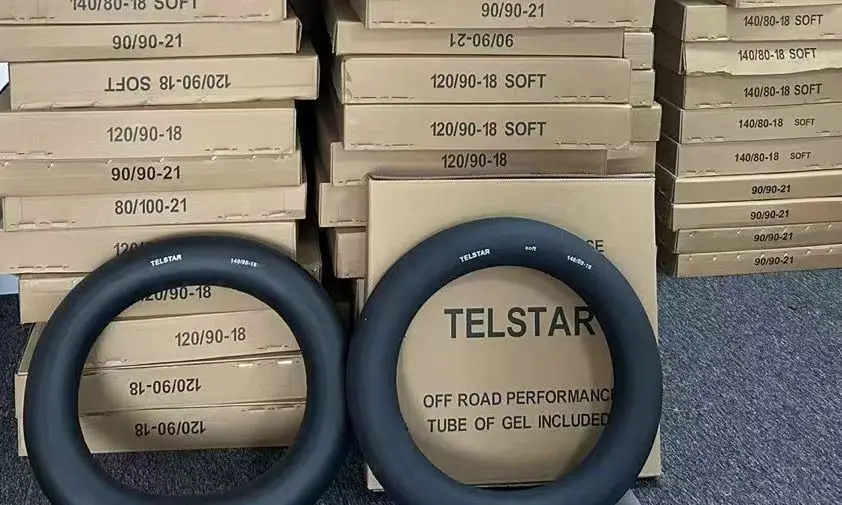 140/80-18 SOFT
90/90-21
120/90-18 SOFT
120/90-18
90/90-21
80/100-21
120/90-18
120/90-18
120/90-18
120/90-18
90/90-21
90/90-21
120/90-18 SOFT
120/90-18 SOFT
120/90-18
140/80-18 SOFT
140/80-18 SOFT
140/80-18 SOFT
140/80-18 SOFT
140/80-18 SOFT
90/90-21
90/90-21
90/90-21
90/90-21
TELSTAR 140/80-18
TELSTAR soft 140/80-18
TELSTAR
OFF ROAD PERFORMANCE
TUBE OF GEL INCLUDED